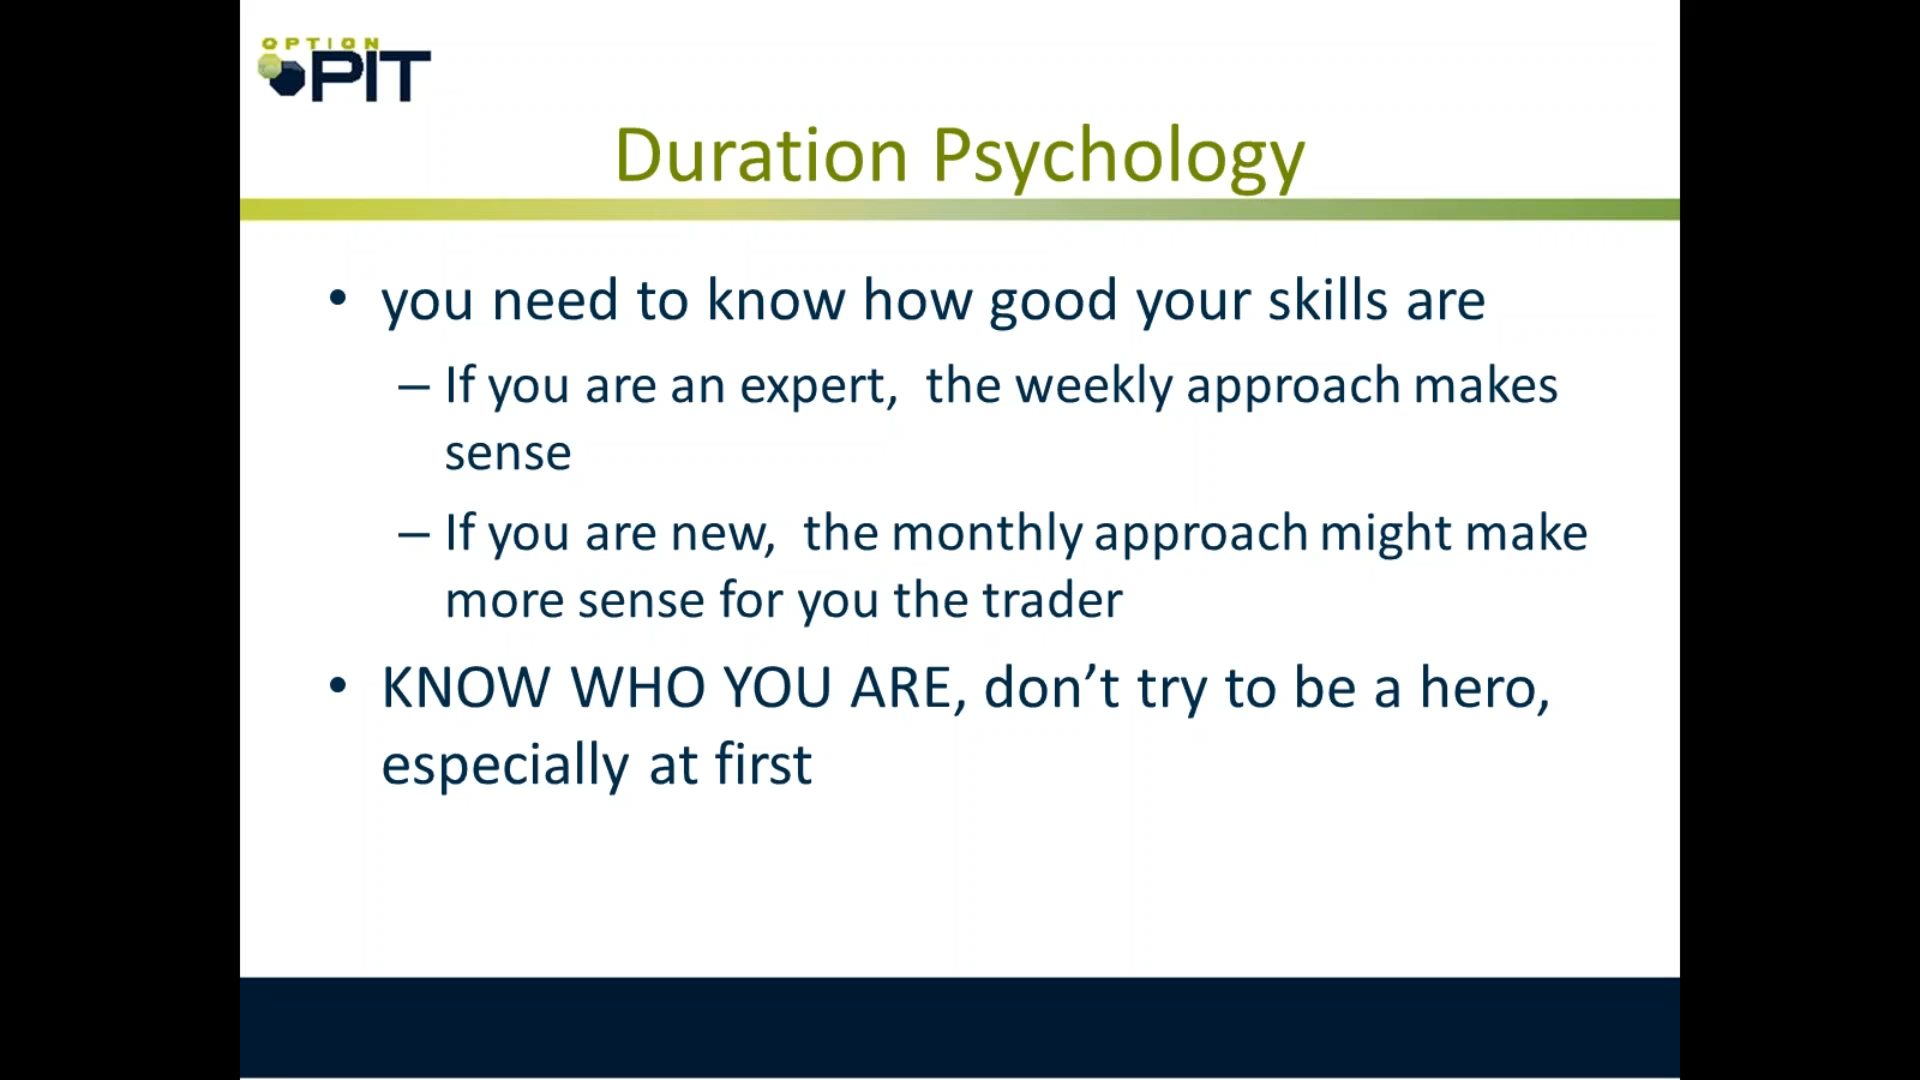 OPTION
PIT
Duration Psychology
• you need to know how good your skills are
– If you are an expert,  the weekly approach makes
sense
– If you are new,  the monthly approach might make
more sense for you the trader
• KNOW WHO YOU ARE, don’t try to be a hero,
especially at first